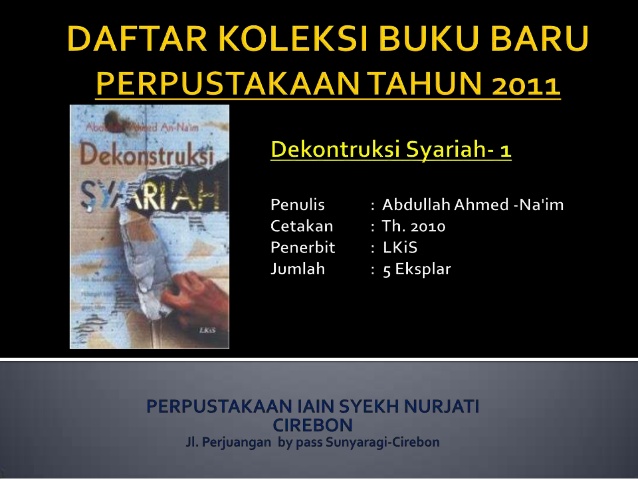 DAFTAR KOLEKSI BUKU BARU
PERPUSTAKAAN TAHUN 2011
Abdullah Ahmed An-Na'im
Dekonstruksi
SYARI'AH
LKiS
Dekontruksi Syariah- 1
Penulis : Abdullah Ahmed -Na'im
Cetakan : Th. 2010
Penerbit : LKiS
Jumlah : 5 Eksplar
PERPUSTAKAAN IAIN SYEKH NURJATI
CIREBON
Jl. Perjuangan by pass Sunyaragi-Cirebon